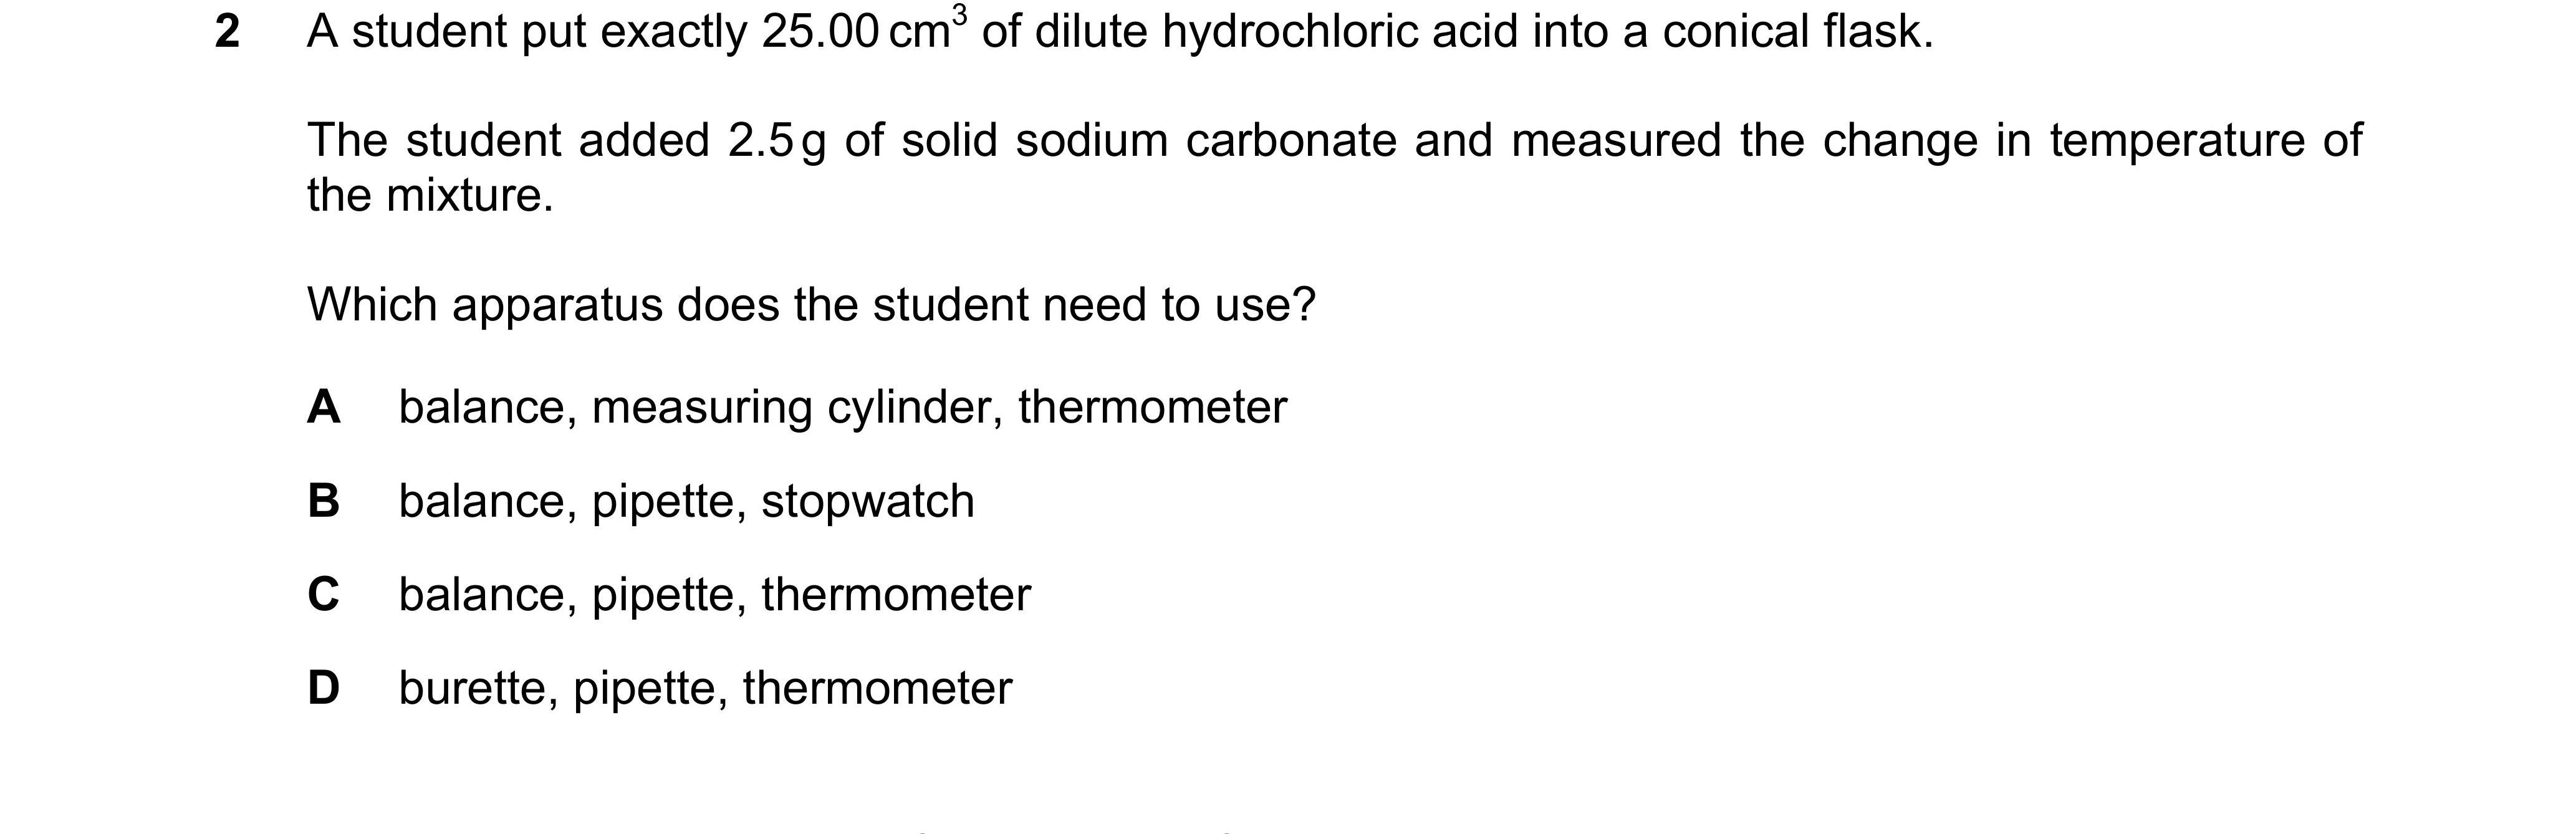 2 A student put exactly 25.00 cm³ of dilute hydrochloric acid into a conical flask.
The student added 2.5 g of solid sodium carbonate and measured the change in temperature of
the mixture.
Which apparatus does the student need to use?
A balance, measuring cylinder, thermometer
B balance, pipette, stopwatch
C balance, pipette, thermometer
D burette, pipette, thermometer